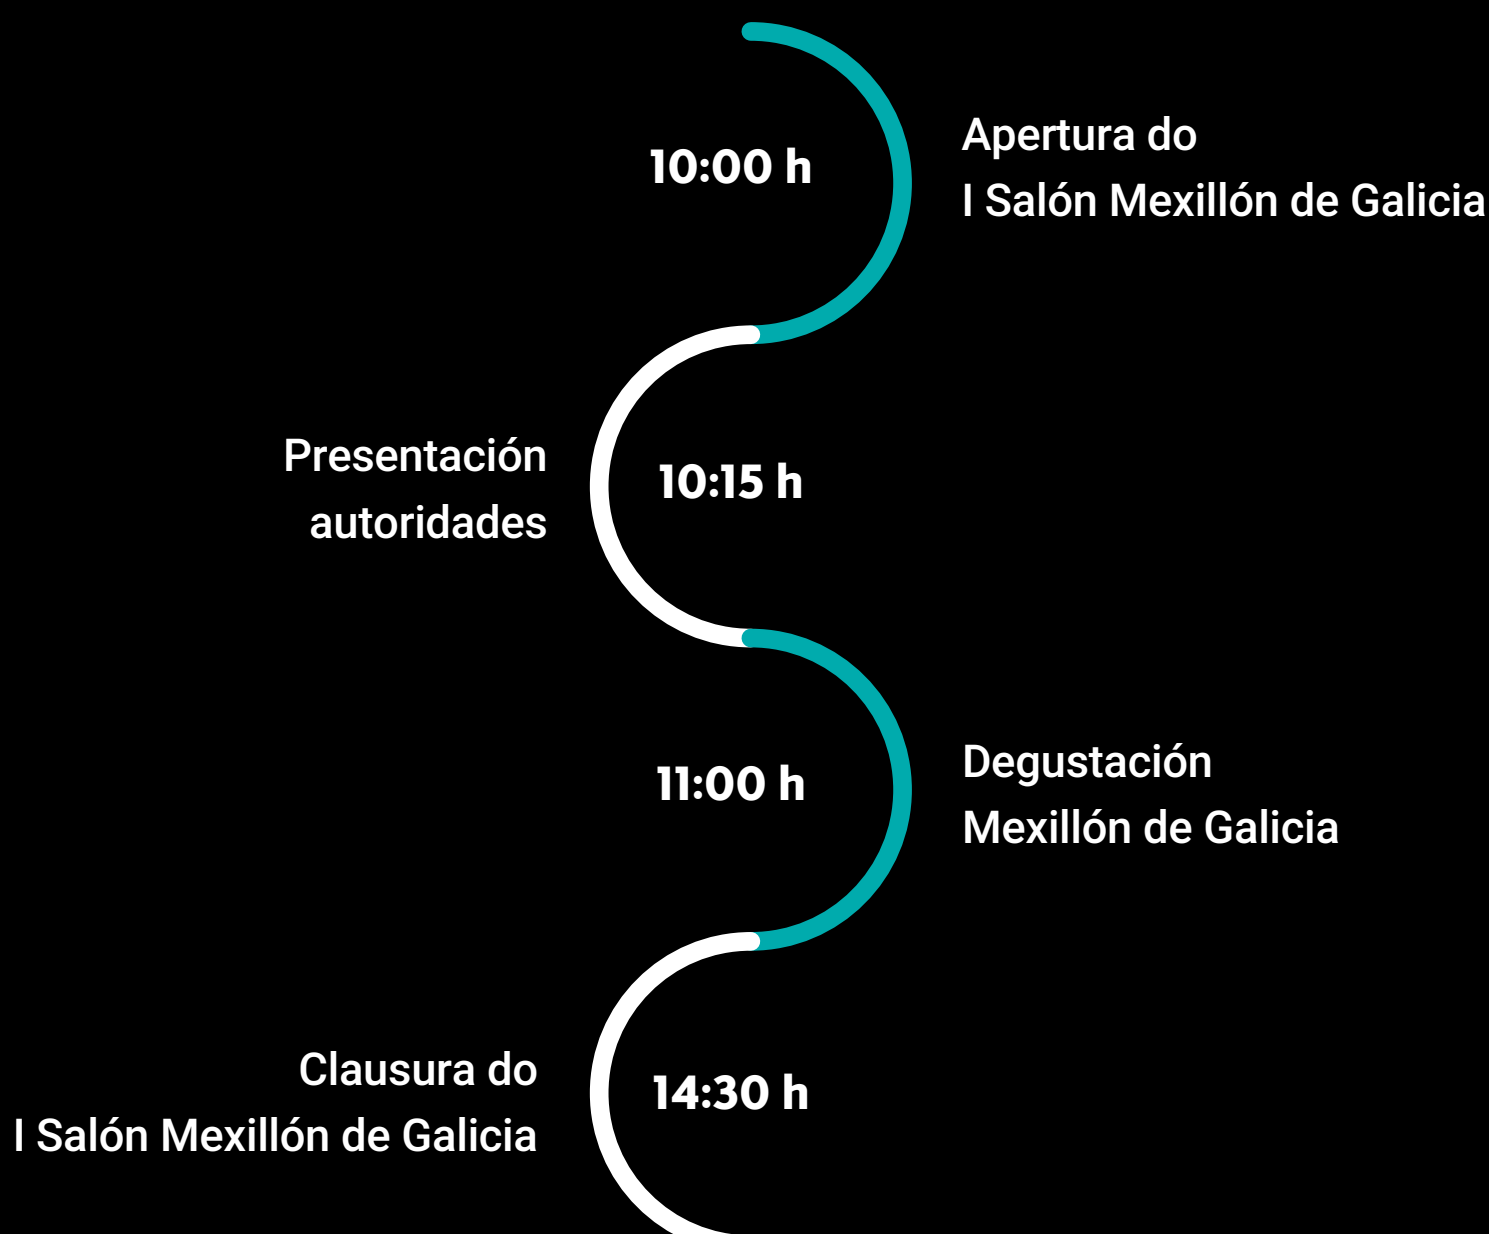 10:00 h
Apertura do
I Salón Mexillón de Galicia
Presentación
autoridades
10:15 h
11:00 h
Degustación
Mexillón de Galicia
Clausura do
I Salón Mexillón de Galicia
14:30 h